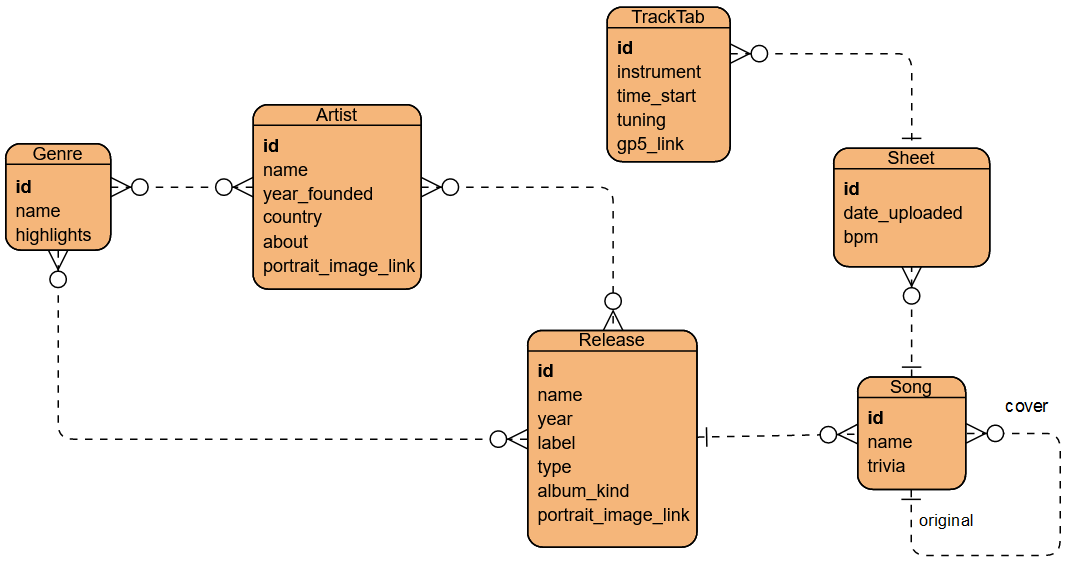 TrackTab
id
instrument
time_start
tuning
gp5_link
Artist
id
name
year_founded
country
about
portrait_image_link
Genre
id
name
highlights
Sheet
id
date_uploaded
bpm
Release
id
name
year
label
type
album_kind
portrait_image_link
Song
id
name
trivia
cover
original